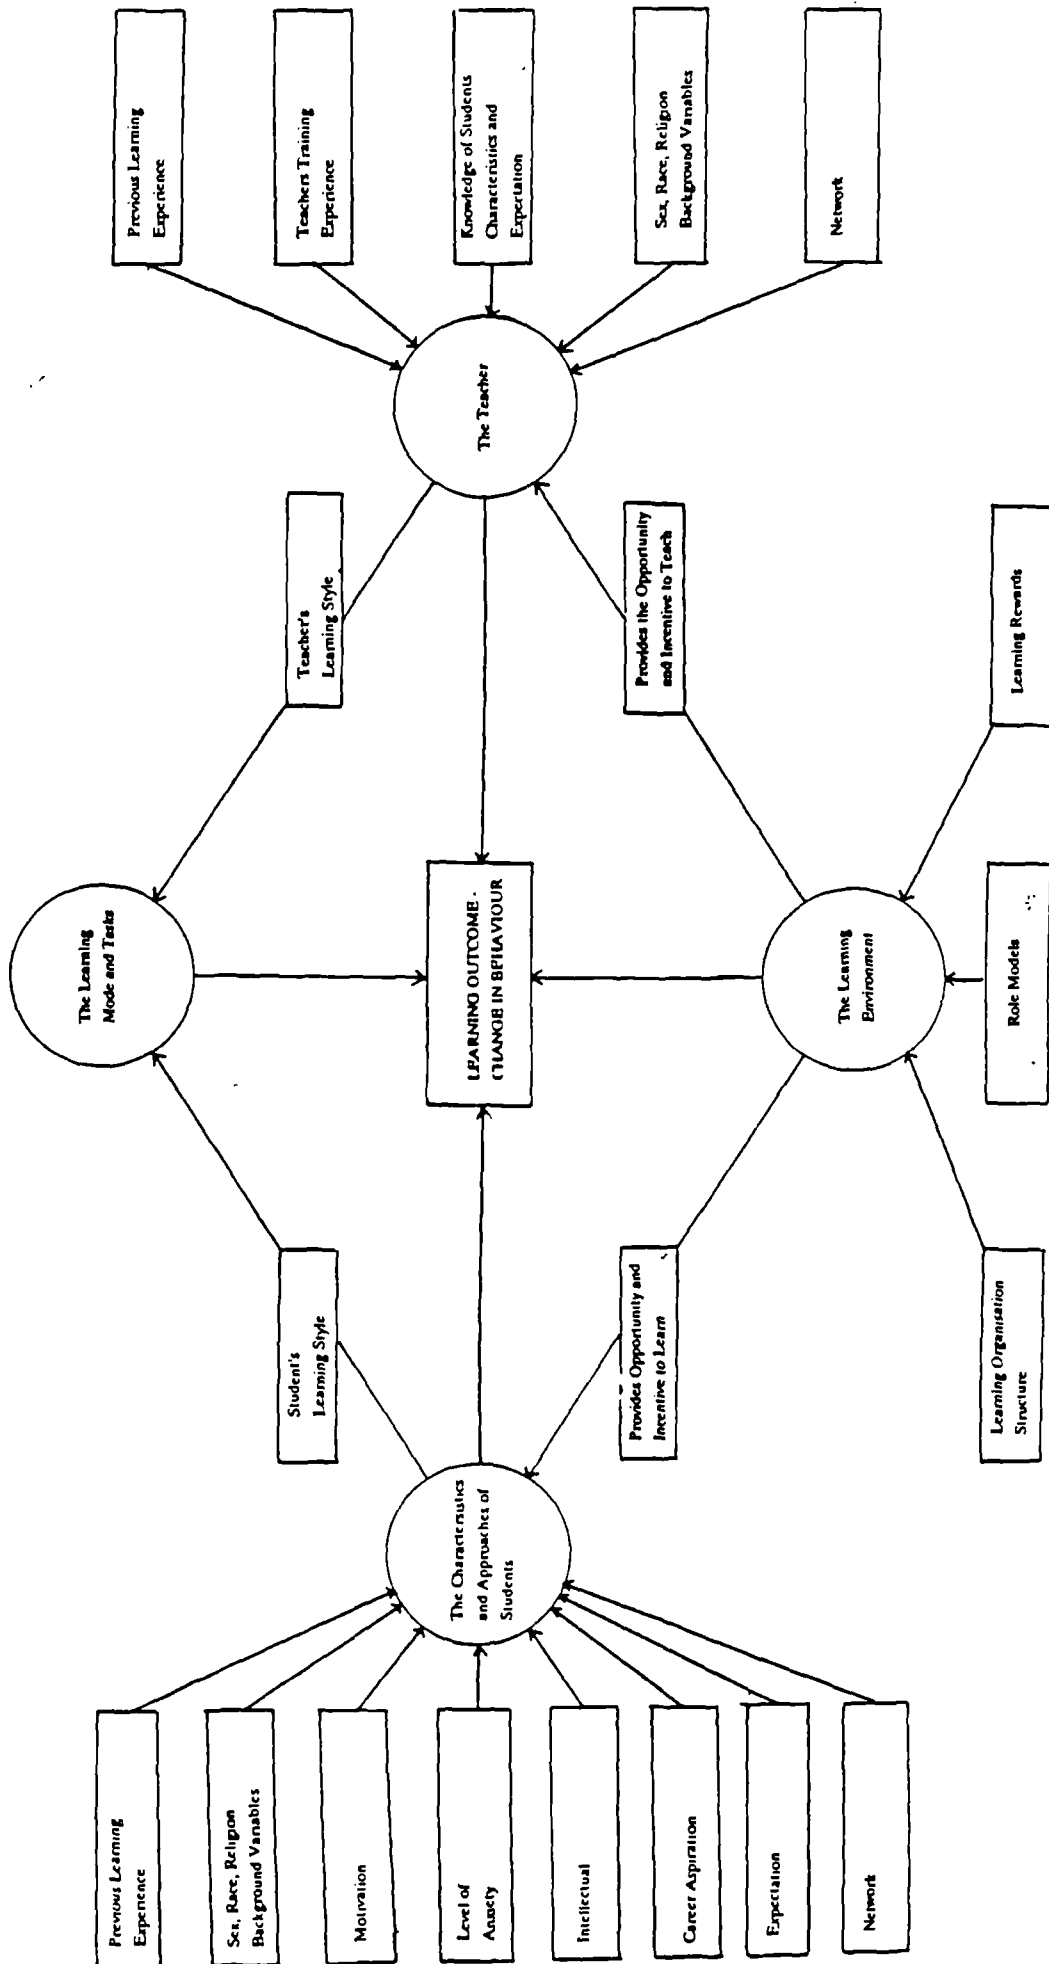 Previous Learning
Experience
Sex, Race, Religion
Background Variables
Motivation
Level of
Anxiety
Intellectual
Career Aspiration
Expectation
Network
The Characteristics
and Approaches of
Students
Student's
Learning Style
Provides Opportunity and
Incentive to Learn
The Learning
Mode and Tasks
LEARNING OUTCOME -
CHANGE IN BEHAVIOUR
The Learning
Environment
Learning Organisation
Structure
Role Models
Learning Rewards
Teacher's
Learning Style
Provides the Opportunity
and Incentive to Teach
The Teacher
Previous Learning
Experience
Teachers Training
Experience
Knowledge of Students
Characteristics and
Expertation
Sex, Race, Religion
Background Variables
Network